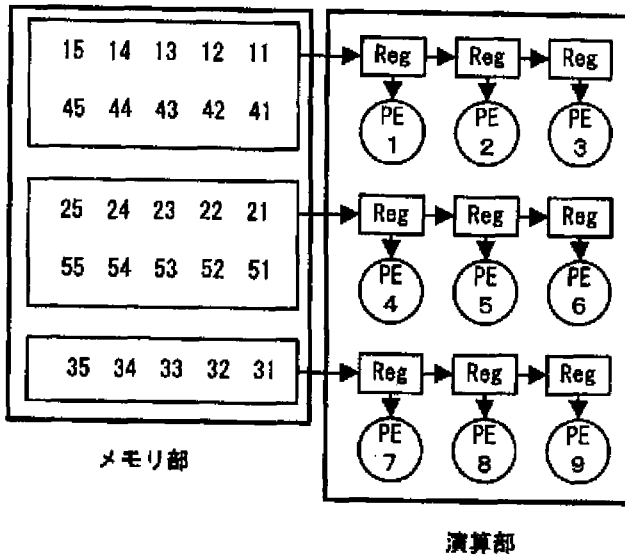 15 14 13 12 11
45 44 43 42 41
Reg Reg Reg
PE 1 PE 2 PE 3
25 24 23 22 21
55 54 53 52 51
Reg Reg Reg
PE 4 PE 5 PE 6
35 34 33 32 31
Reg Reg Reg
PE 7 PE 8 PE 9
メモリ部
演算部